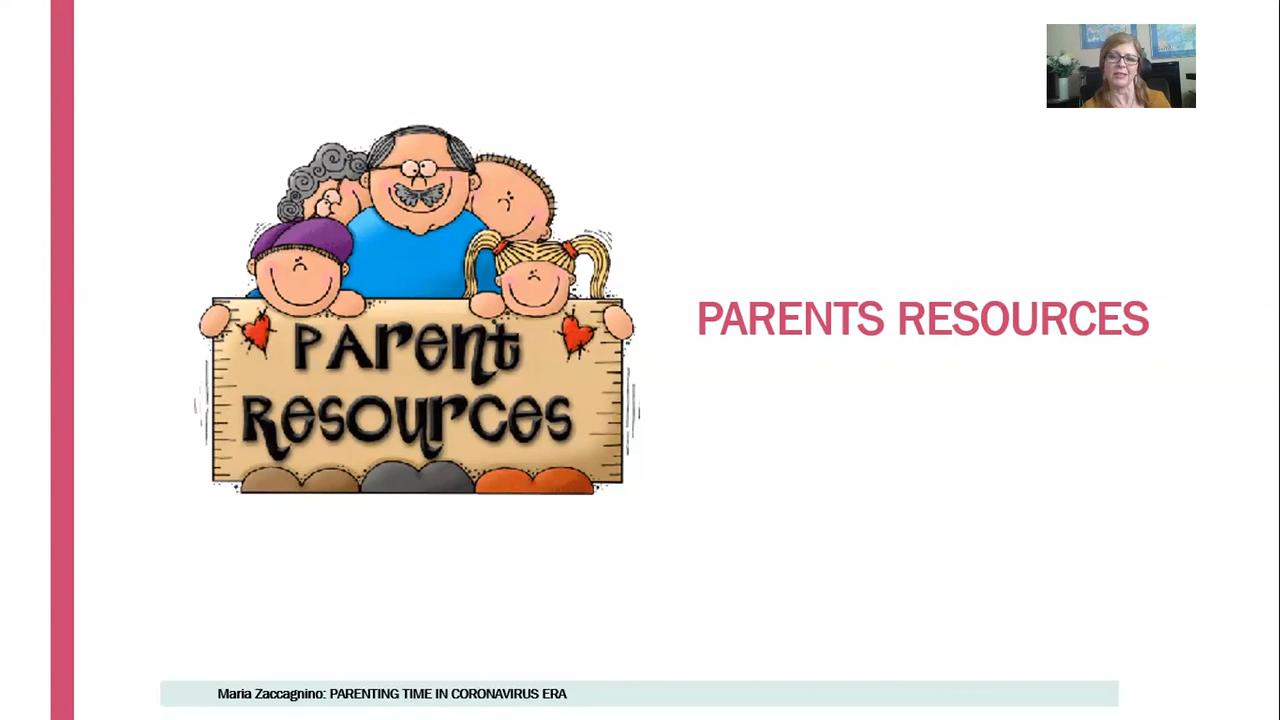 PARENT
RESOURCES
PARENTS RESOURCES
Maria Zaccagnino: PARENTING TIME IN CORONAVIRUS ERA